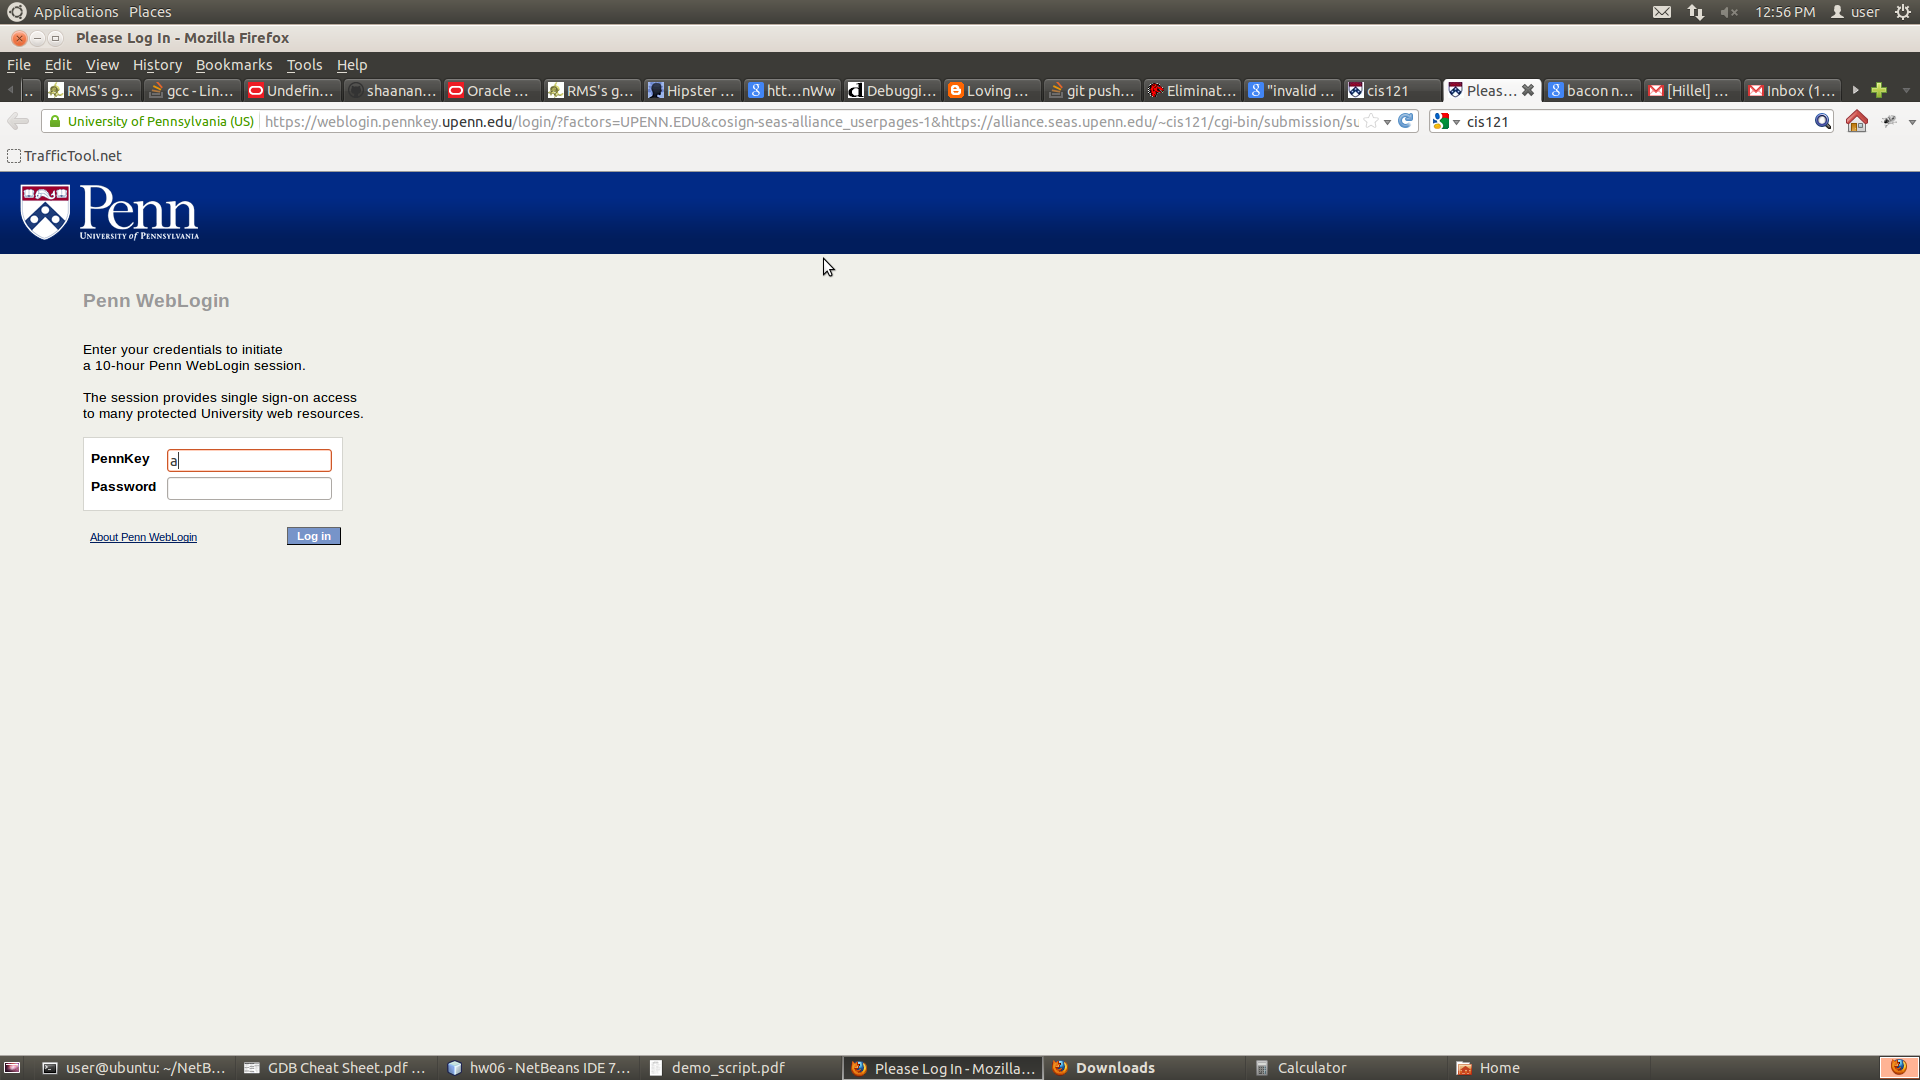 Applications Places 12:56 PM user
Please Log In - Mozilla Firefox
File Edit View History Bookmarks Tools Help
.. RMS's g... gcc - Lin... Undefin... shaanan... Oracle ... RMS's g... Hipster ... htt...nWw Debuggi... Loving ... git push... Eliminat... "invalid ... cis121 Pleas... bacon n... [Hillel] ... Inbox (1...
University of Pennsylvania (US) https://weblogin.pennkey.upenn.edu/login/?factors=UPENN.EDU&cosign-seas-alliance_userpages-1&https://alliance.seas.upenn.edu/~cis121/cgi-bin/submission/su cis121
TrafficTool.net
Penn
UNIVERSITY of PENNSYLVANIA
Penn WebLogin
Enter your credentials to initiate
a 10-hour Penn WebLogin session.
The session provides single sign-on access
to many protected University web resources.
PennKey a
Password
About Penn WebLogin Log in
user@ubuntu: ~/NetB... GDB Cheat Sheet.pdf ... hw06 - NetBeans IDE 7... demo_script.pdf Please Log In - Mozilla... Downloads Calculator Home